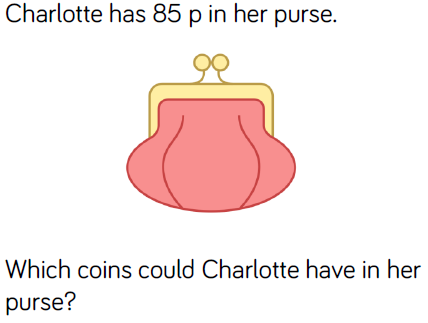 Charlotte has 85 p in her purse.
Which coins could Charlotte have in her
purse?